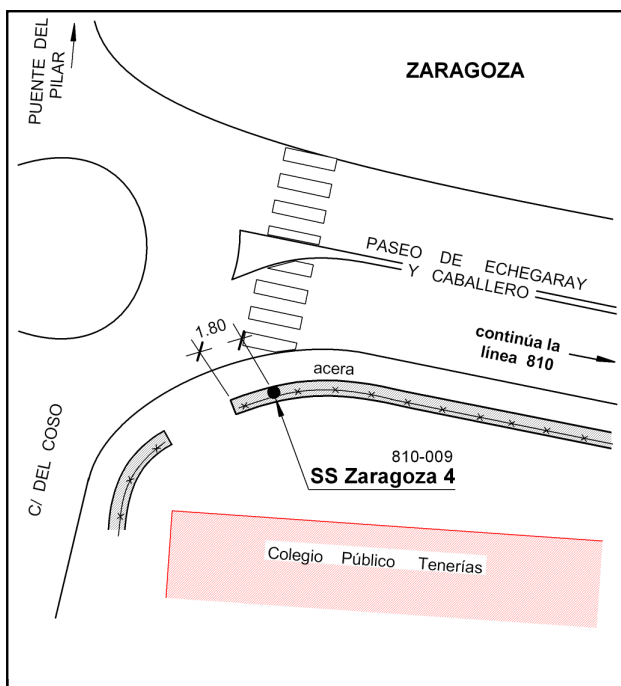 PUENTE DEL
PILAR
ZARAGOZA
PASEO DE ECHEGARAY
Y CABALLERO
1.80
continúa la
línea 810
acera
C/ DEL COSO
810-009
SS Zaragoza 4
Colegio Público Tenerías